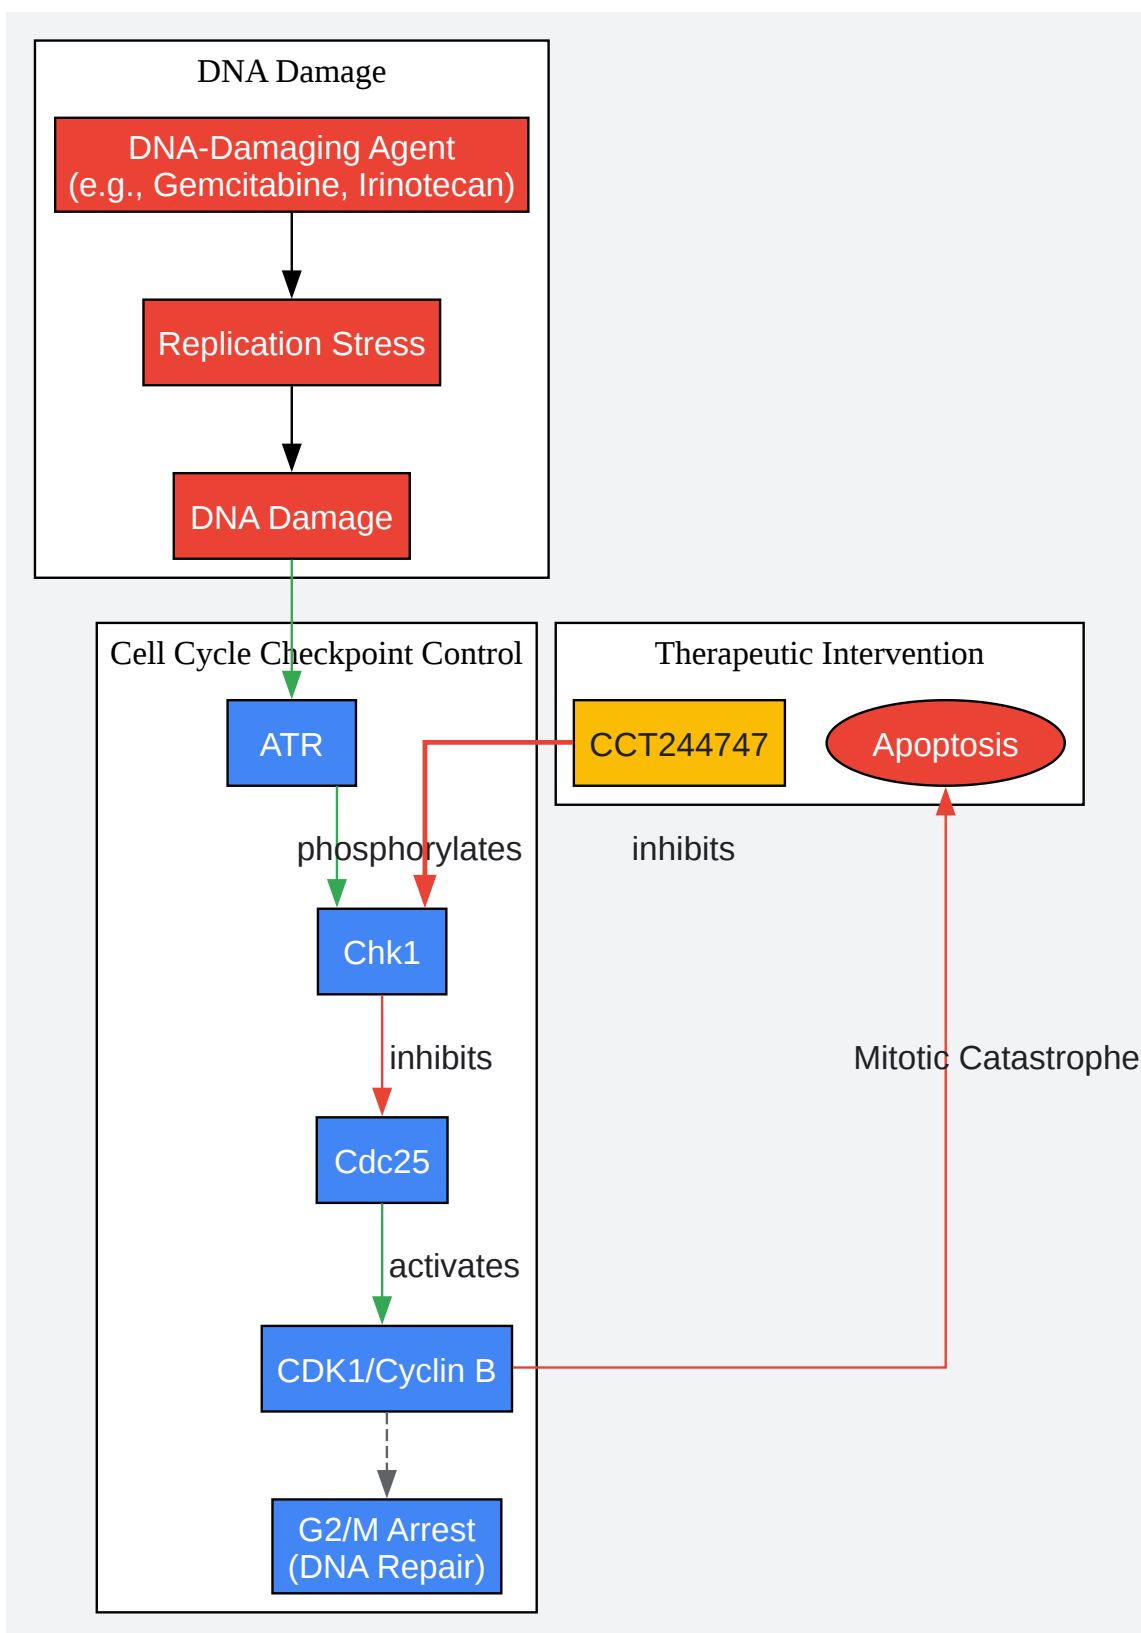 DNA Damage
DNA-Damaging Agent
(e.g., Gemcitabine, Irinotecan)
Replication Stress
DNA Damage
Cell Cycle Checkpoint Control
Therapeutic Intervention
ATR
CCT244747
Apoptosis
phosphorylates
inhibits
Chk1
inhibits
Mitotic Catastrophe
Cdc25
activates
CDK1/Cyclin B
G2/M Arrest
(DNA Repair)